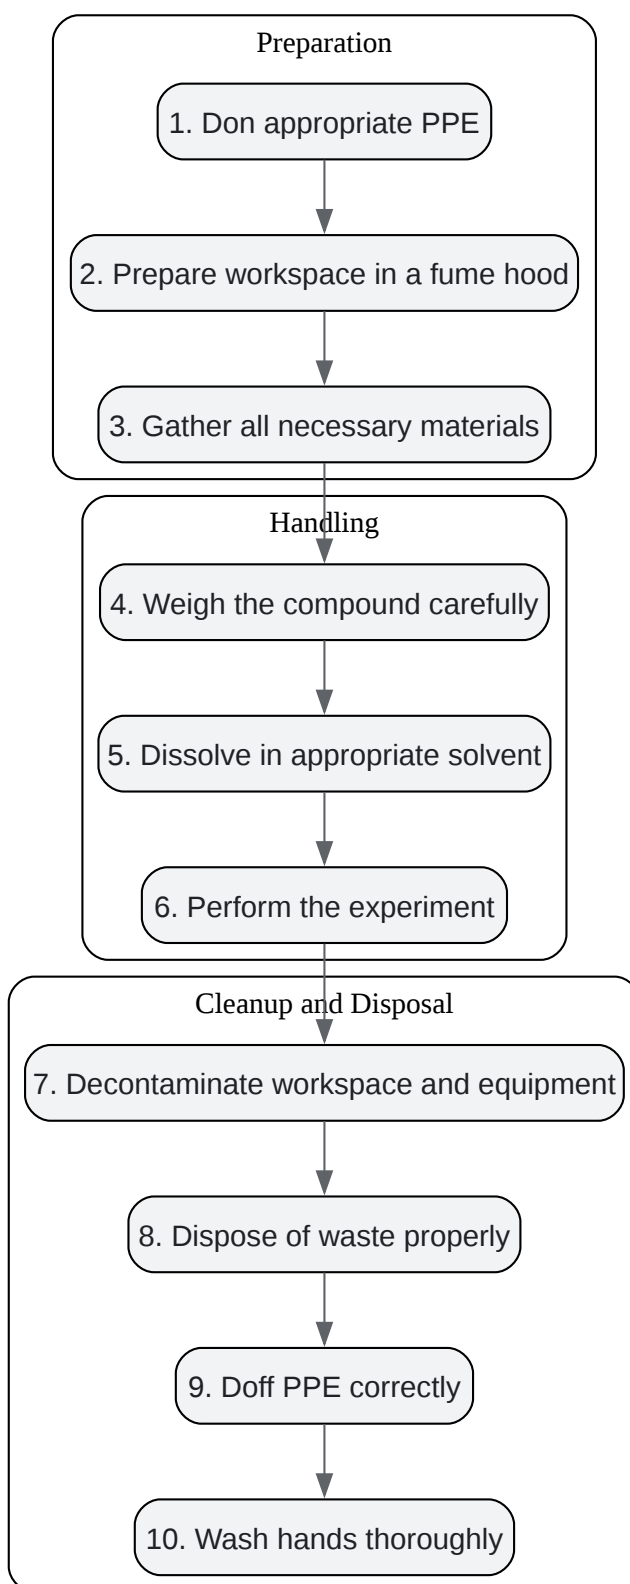 Preparation
1. Don appropriate PPE
2. Prepare workspace in a fume hood
3. Gather all necessary materials
Handling
4. Weigh the compound carefully
5. Dissolve in appropriate solvent
6. Perform the experiment
Cleanup and Disposal
7. Decontaminate workspace and equipment
8. Dispose of waste properly
9. Doff PPE correctly
10. Wash hands thoroughly